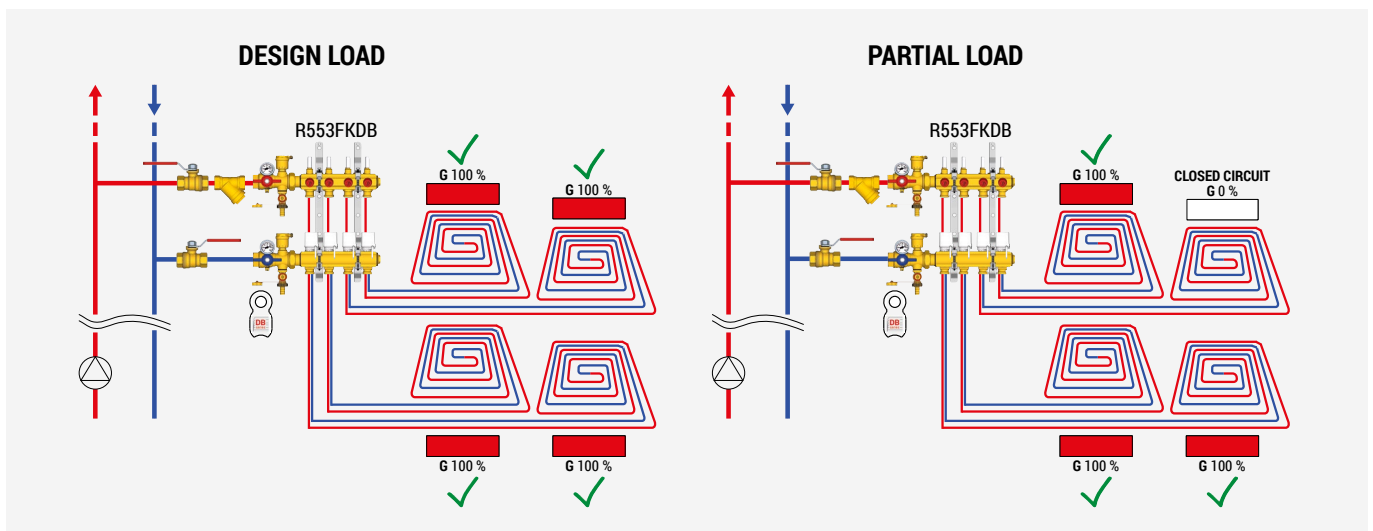 DESIGN LOAD
R553FKDB
G 100 %
G 100 %
DB
G 100 %
G 100 %
PARTIAL LOAD
R553FKDB
G 100 %
CLOSED CIRCUIT
G 0 %
DB
G 100 %
G 100 %